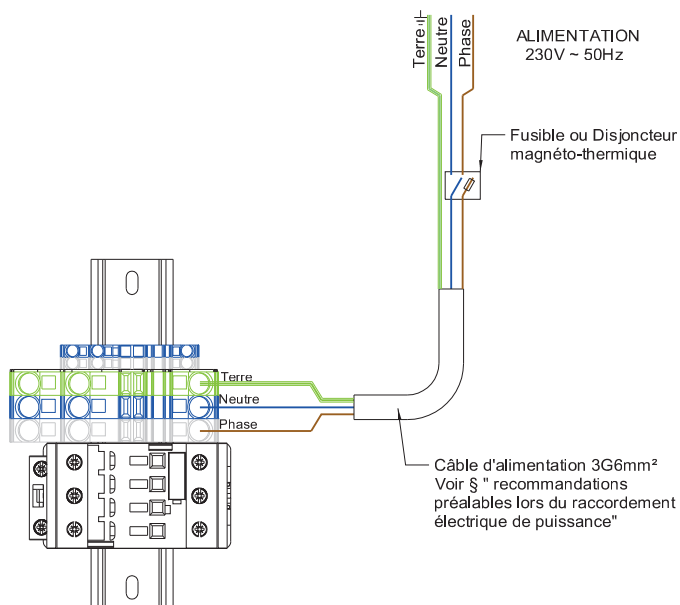 Terre
Neutre
Phase
ALIMENTATION
230V ~ 50Hz
Fusible ou Disjoncteur
magnéto-thermique
Terre
Neutre
Phase
Câble d'alimentation 3G6mm²
Voir § " recommandations
préalables lors du raccordement
électrique de puissance"